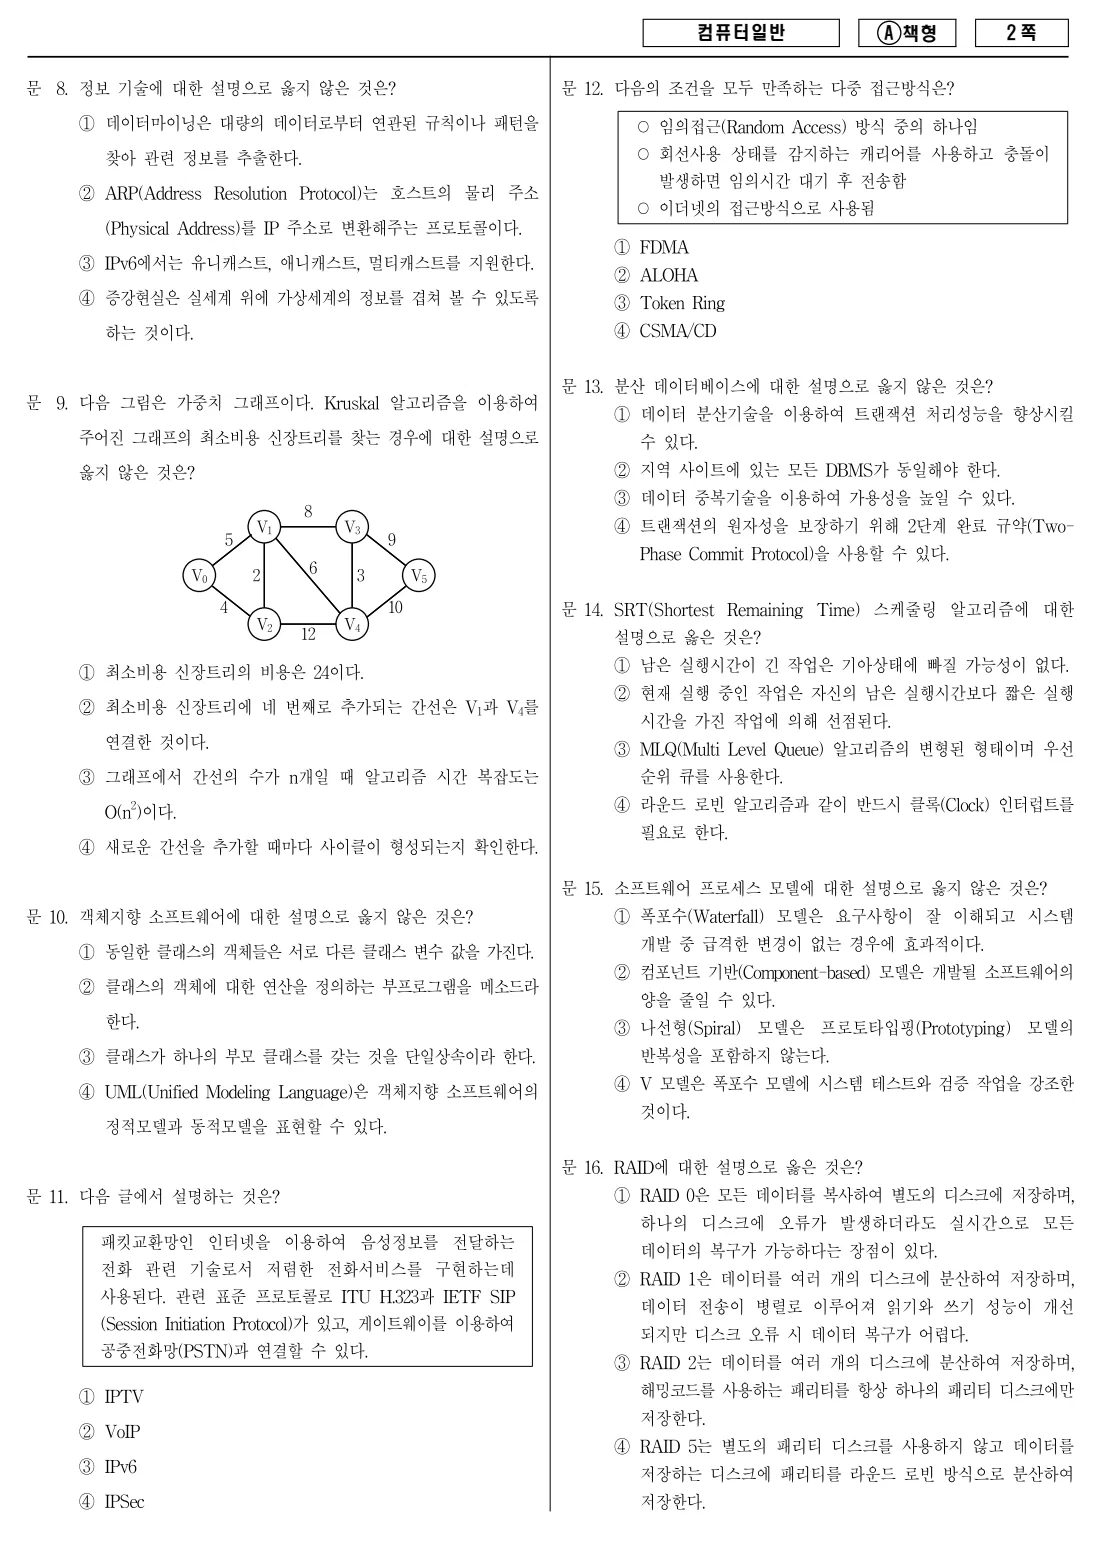 컴퓨터일반
Ⓐ책형
2쪽
문 8. 정보 기술에 대한 설명으로 옳지 않은 것은?
① 데이터마이닝은 대량의 데이터로부터 연관된 규칙이나 패턴을
찾아 관련 정보를 추출한다.
② ARP(Address Resolution Protocol)는 호스트의 물리 주소
(Physical Address)를 IP 주소로 변환해주는 프로토콜이다.
③ IPv6에서는 유니캐스트, 애니캐스트, 멀티캐스트를 지원한다.
④ 증강현실은 실세계 위에 가상세계의 정보를 겹쳐 볼 수 있도록
하는 것이다.
문 9. 다음 그림은 가중치 그래프이다. Kruskal 알고리즘을 이용하여
주어진 그래프의 최소비용 신장트리를 찾는 경우에 대한 설명으로
옳지 않은 것은?
8
V₁
V₃
5
9
V₀
2
6
3
V₅
4
10
V₂
V₄
12
① 최소비용 신장트리의 비용은 24이다.
② 최소비용 신장트리에 네 번째로 추가되는 간선은 V₁과 V₄를
연결한 것이다.
③ 그래프에서 간선의 수가 n개일 때 알고리즘 시간 복잡도는
O(n²)이다.
④ 새로운 간선을 추가할 때마다 사이클이 형성되는지 확인한다.
문 10. 객체지향 소프트웨어에 대한 설명으로 옳지 않은 것은?
① 동일한 클래스의 객체들은 서로 다른 클래스 변수 값을 가진다.
② 클래스의 객체에 대한 연산을 정의하는 부프로그램을 메소드라
한다.
③ 클래스가 하나의 부모 클래스를 갖는 것을 단일상속이라 한다.
④ UML(Unified Modeling Language)은 객체지향 소프트웨어의
정적모델과 동적모델을 표현할 수 있다.
문 11. 다음 글에서 설명하는 것은?
패킷교환망인 인터넷을 이용하여 음성정보를 전달하는
전화 관련 기술로서 저렴한 전화서비스를 구현하는데
사용된다. 관련 표준 프로토콜로 ITU H.323과 IETF SIP
(Session Initiation Protocol)가 있고, 게이트웨이를 이용하여
공중전화망(PSTN)과 연결할 수 있다.
① IPTV
② VoIP
③ IPv6
④ IPSec
문 12. 다음의 조건을 모두 만족하는 다중 접근방식은?
○ 임의접근(Random Access) 방식 중의 하나임
○ 회선사용 상태를 감지하는 캐리어를 사용하고 충돌이
발생하면 임의시간 대기 후 전송함
○ 이더넷의 접근방식으로 사용됨
① FDMA
② ALOHA
③ Token Ring
④ CSMA/CD
문 13. 분산 데이터베이스에 대한 설명으로 옳지 않은 것은?
① 데이터 분산기술을 이용하여 트랜잭션 처리성능을 향상시킬
수 있다.
② 지역 사이트에 있는 모든 DBMS가 동일해야 한다.
③ 데이터 중복기술을 이용하여 가용성을 높일 수 있다.
④ 트랜잭션의 원자성을 보장하기 위해 2단계 완료 규약(Two-
Phase Commit Protocol)을 사용할 수 있다.
문 14. SRT(Shortest Remaining Time) 스케줄링 알고리즘에 대한
설명으로 옳은 것은?
① 남은 실행시간이 긴 작업은 기아상태에 빠질 가능성이 없다.
② 현재 실행 중인 작업은 자신의 남은 실행시간보다 짧은 실행
시간을 가진 작업에 의해 선점된다.
③ MLQ(Multi Level Queue) 알고리즘의 변형된 형태이며 우선
순위 큐를 사용한다.
④ 라운드 로빈 알고리즘과 같이 반드시 클록(Clock) 인터럽트를
필요로 한다.
문 15. 소프트웨어 프로세스 모델에 대한 설명으로 옳지 않은 것은?
① 폭포수(Waterfall) 모델은 요구사항이 잘 이해되고 시스템
개발 중 급격한 변경이 없는 경우에 효과적이다.
② 컴포넌트 기반(Component-based) 모델은 개발될 소프트웨어의
양을 줄일 수 있다.
③ 나선형(Spiral) 모델은 프로토타입핑(Prototyping) 모델의
반복성을 포함하지 않는다.
④ V 모델은 폭포수 모델에 시스템 테스트와 검증 작업을 강조한
것이다.
문 16. RAID에 대한 설명으로 옳은 것은?
① RAID 0은 모든 데이터를 복사하여 별도의 디스크에 저장하며,
하나의 디스크에 오류가 발생하더라도 실시간으로 모든
데이터의 복구가 가능하다는 장점이 있다.
② RAID 1은 데이터를 여러 개의 디스크에 분산하여 저장하며,
데이터 전송이 병렬로 이루어져 읽기와 쓰기 성능이 개선
되지만 디스크 오류 시 데이터 복구가 어렵다.
③ RAID 2는 데이터를 여러 개의 디스크에 분산하여 저장하며,
해밍코드를 사용하는 패리티를 항상 하나의 패리티 디스크에만
저장한다.
④ RAID 5는 별도의 패리티 디스크를 사용하지 않고 데이터를
저장하는 디스크에 패리티를 라운드 로빈 방식으로 분산하여
저장한다.